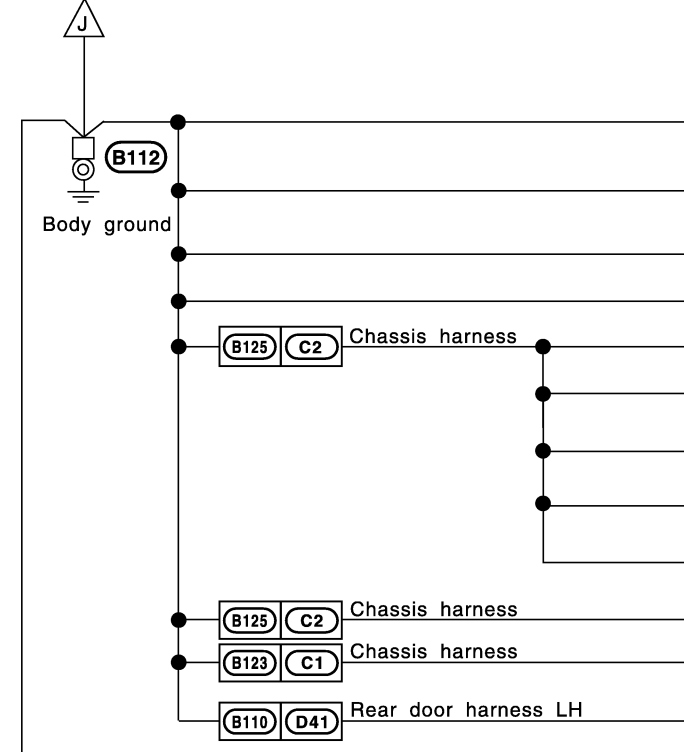 J
B112
Body ground
B125 C2 Chassis harness
B125 C2 Chassis harness
B123 C1 Chassis harness
B110 D41 Rear door harness LH